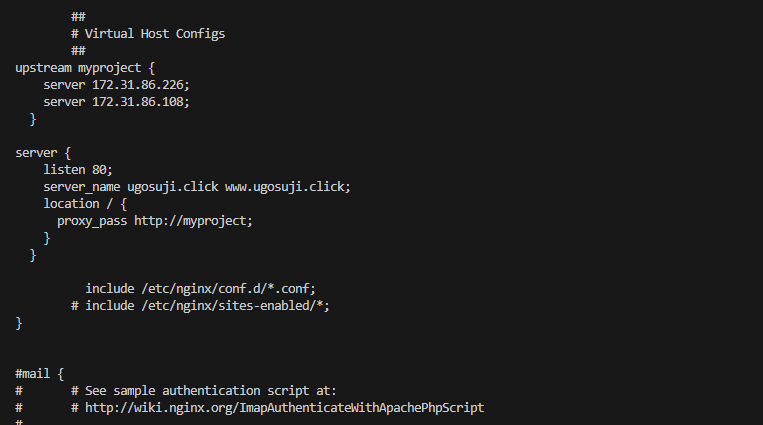 ##
# Virtual Host Configs
##
upstream myproject {
server 172.31.86.226;
server 172.31.86.108;
}
server {
listen 80;
server_name ugosuji.click www.ugosuji.click;
location / {
proxy_pass http://myproject;
}
}
include /etc/nginx/conf.d/*.conf;
# include /etc/nginx/sites-enabled/*;
}
#mail {
#       # See sample authentication script at:
#       # http://wiki.nginx.org/ImapAuthenticateWithApachePhpScript
#